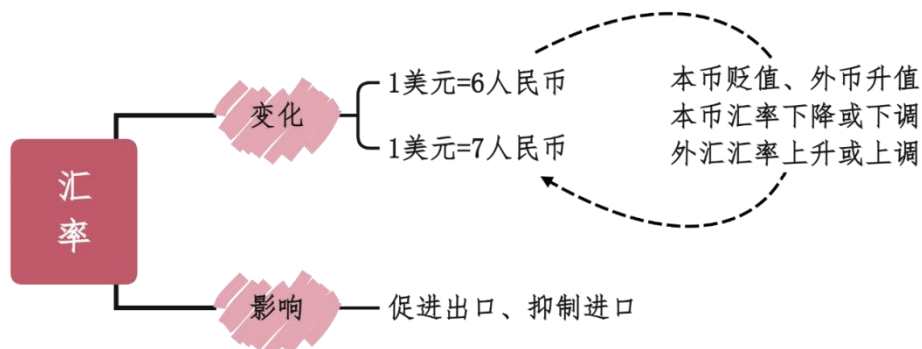 汇率
变化
1美元=6人民币
1美元=7人民币
本币贬值、外币升值
本币汇率下降或下调
外汇汇率上升或上调
影响
促进出口、抑制进口